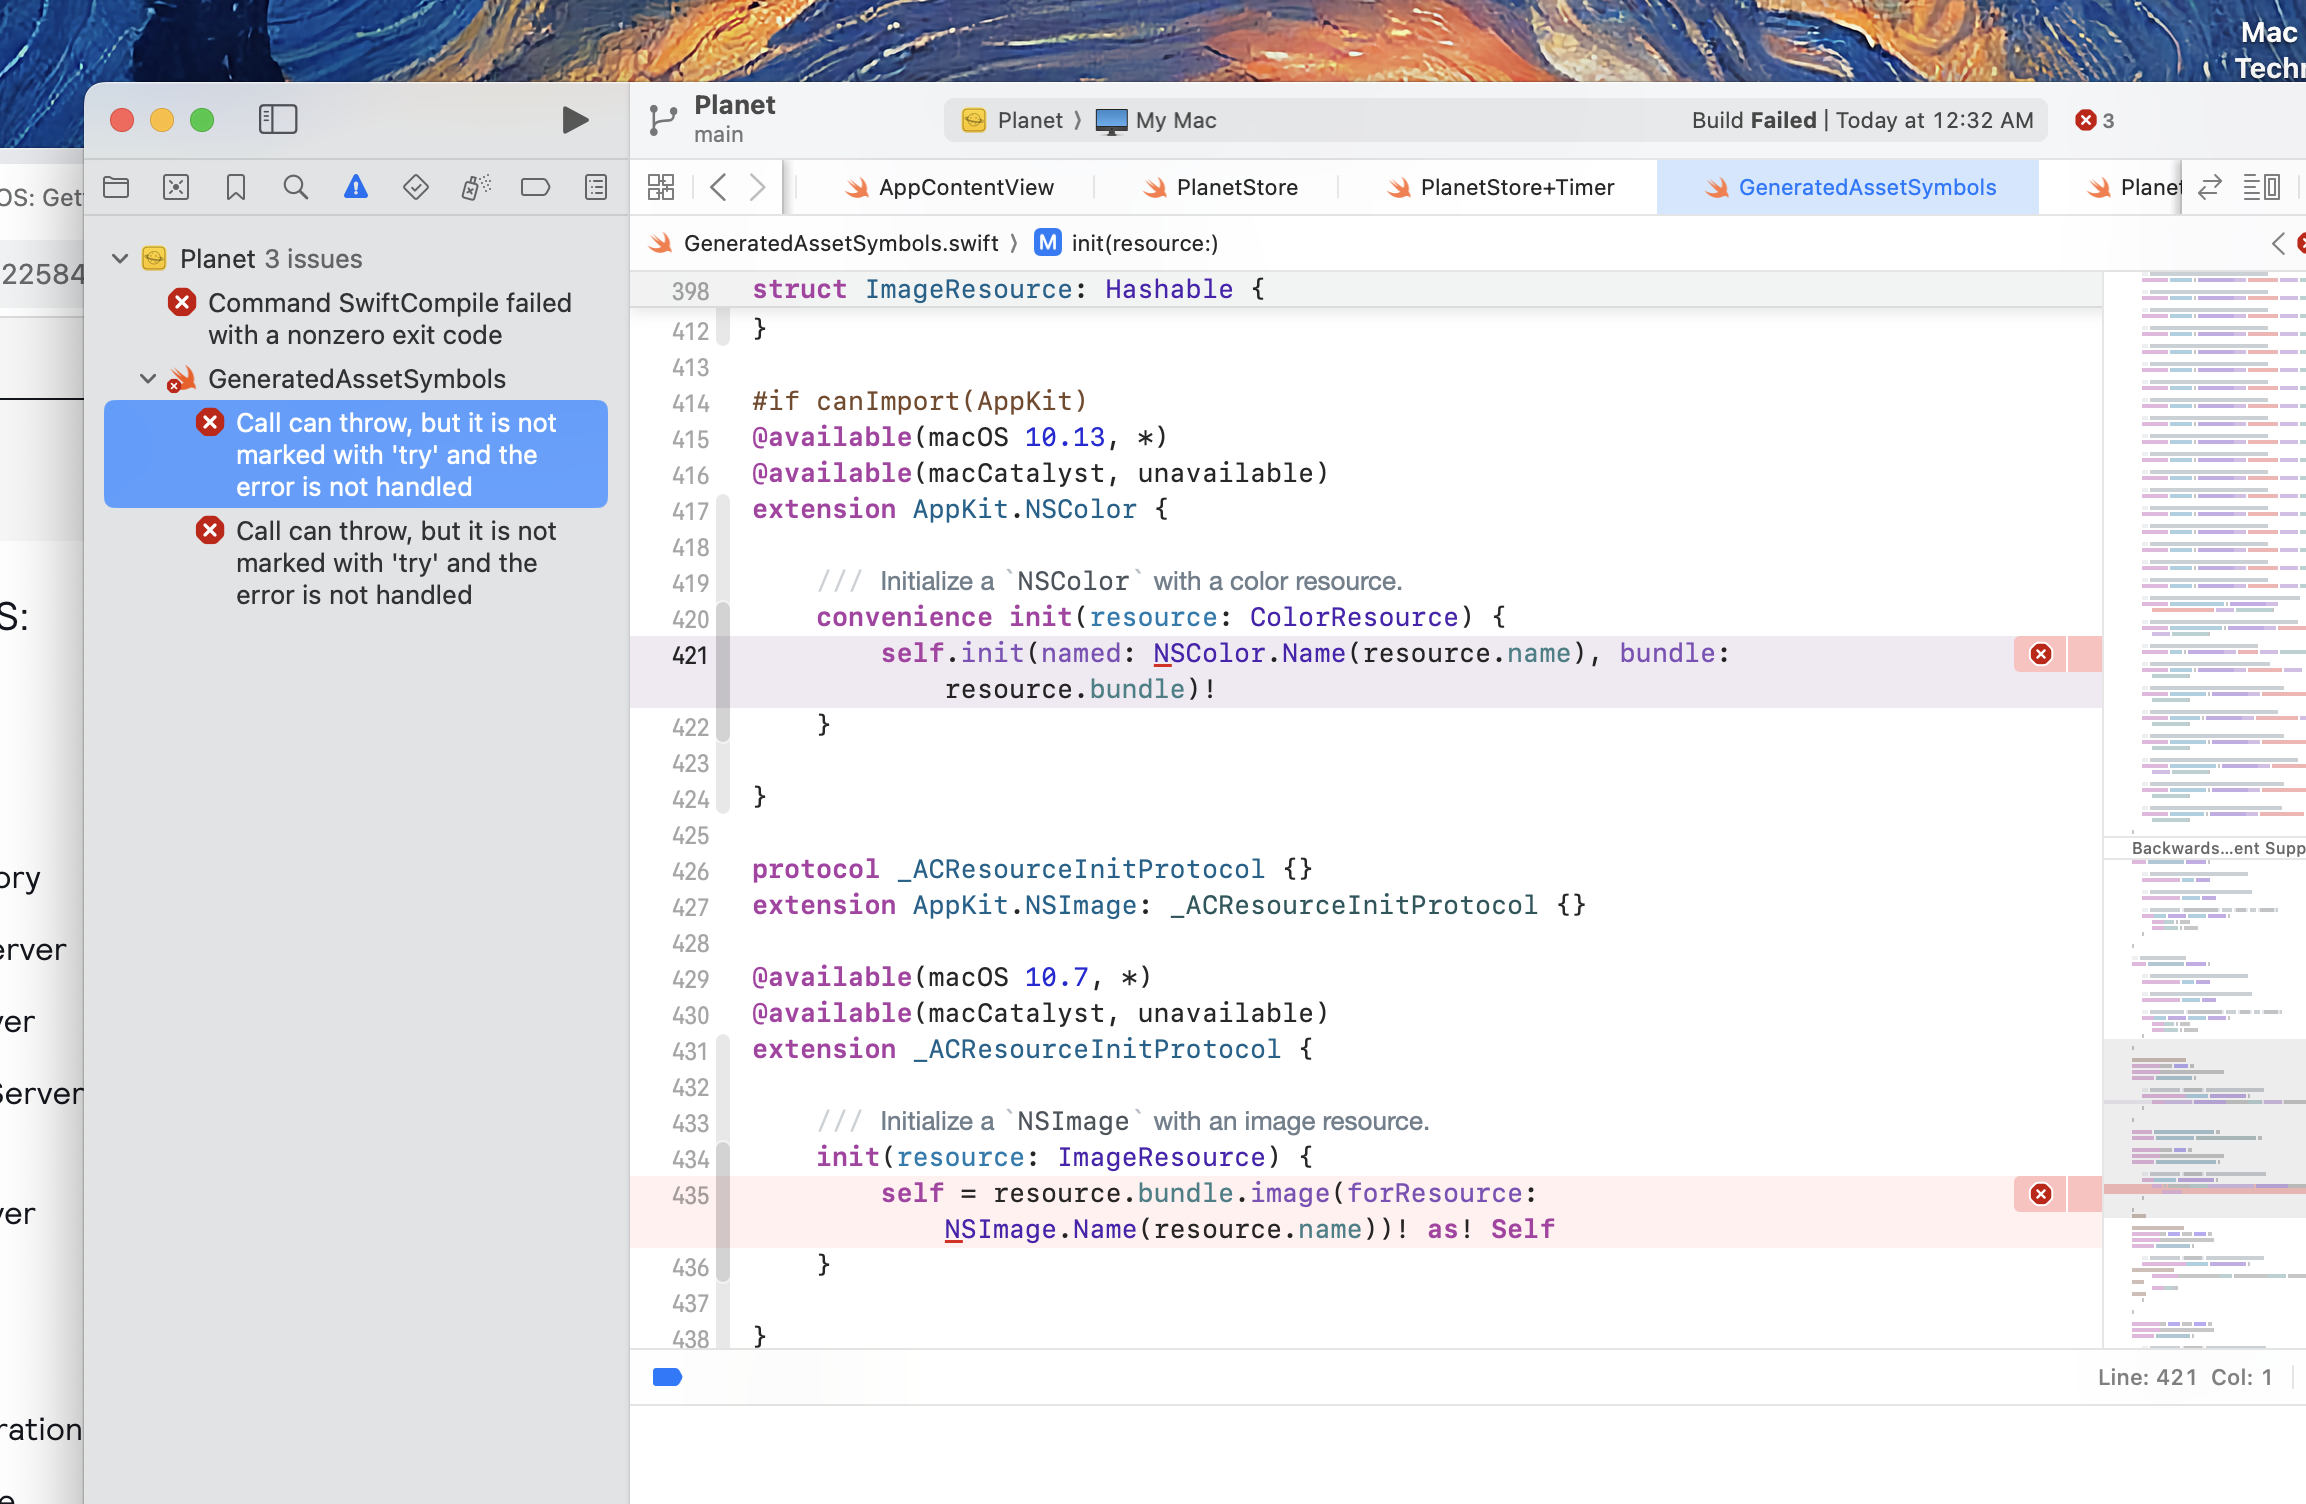 Mac
Planet
main
Planet
My Mac
Build Failed | Today at 12:32 AM
3
OS: Get
22584
AppContentView
PlanetStore
PlanetStore+Timer
GeneratedAssetSymbols
GeneratedAssetSymbols.swift ⟩ M init(resource:)
Planet 3 issues
Command SwiftCompile failed
with a nonzero exit code
GeneratedAssetSymbols
Call can throw, but it is not
marked with 'try' and the
error is not handled
Call can throw, but it is not
marked with 'try' and the
error is not handled
398 struct ImageResource: Hashable {
412 }
413
414 #if canImport(AppKit)
415 @available(macOS 10.13, *)
416 @available(macCatalyst, unavailable)
417 extension AppKit.NSColor {
418
419 /// Initialize a `NSColor` with a color resource.
420 convenience init(resource: ColorResource) {
421 self.init(named: NSColor.Name(resource.name), bundle:
resource.bundle)!
422 }
423
424 }
425
426 protocol _ACResourceInitProtocol {}
427 extension AppKit.NSImage: _ACResourceInitProtocol {}
428
429 @available(macOS 10.7, *)
430 @available(macCatalyst, unavailable)
431 extension _ACResourceInitProtocol {
432
433 /// Initialize a `NSImage` with an image resource.
434 init(resource: ImageResource) {
435 self = resource.bundle.image(forResource:
NSImage.Name(resource.name))! as! Self
436 }
437
438 }
Backwards...ent Supp
Line: 421 Col: 1